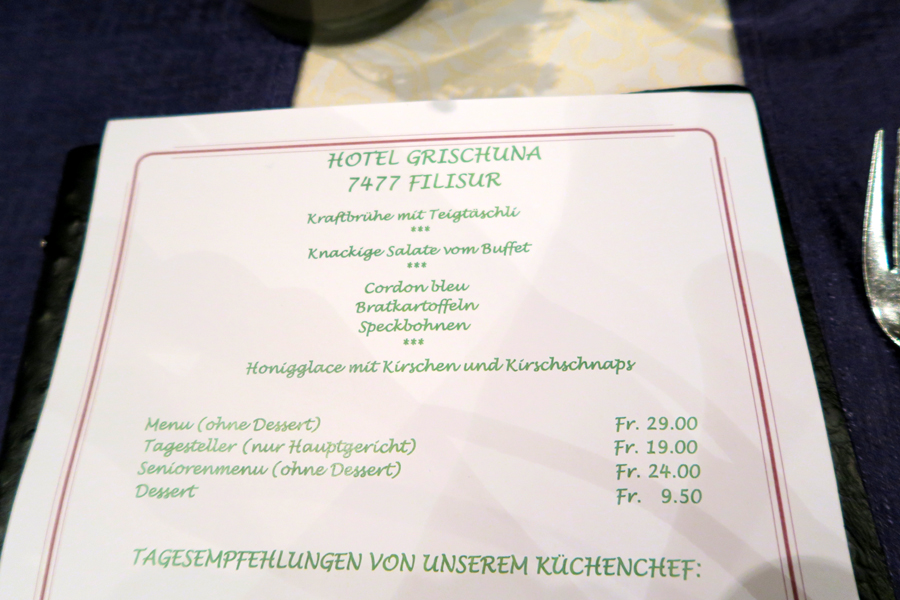 HOTEL GRISCHUNA
7477 FILISUR
Kraftbrühe mit Teigtäschli
***
Knackige Salate vom Buffet
***
Cordon bleu
Bratkartoffeln
Speckbohnen
***
Honigglace mit Kirschen und Kirschschnaps
Menu (ohne Dessert) Fr. 29.00
Tagesteller (nur Hauptgericht) Fr. 19.00
Seniorenmenu (ohne Dessert) Fr. 24.00
Dessert Fr. 9.50
TAGESEMPFEHLUNGEN VON UNSEREM KÜCHENCHEF: